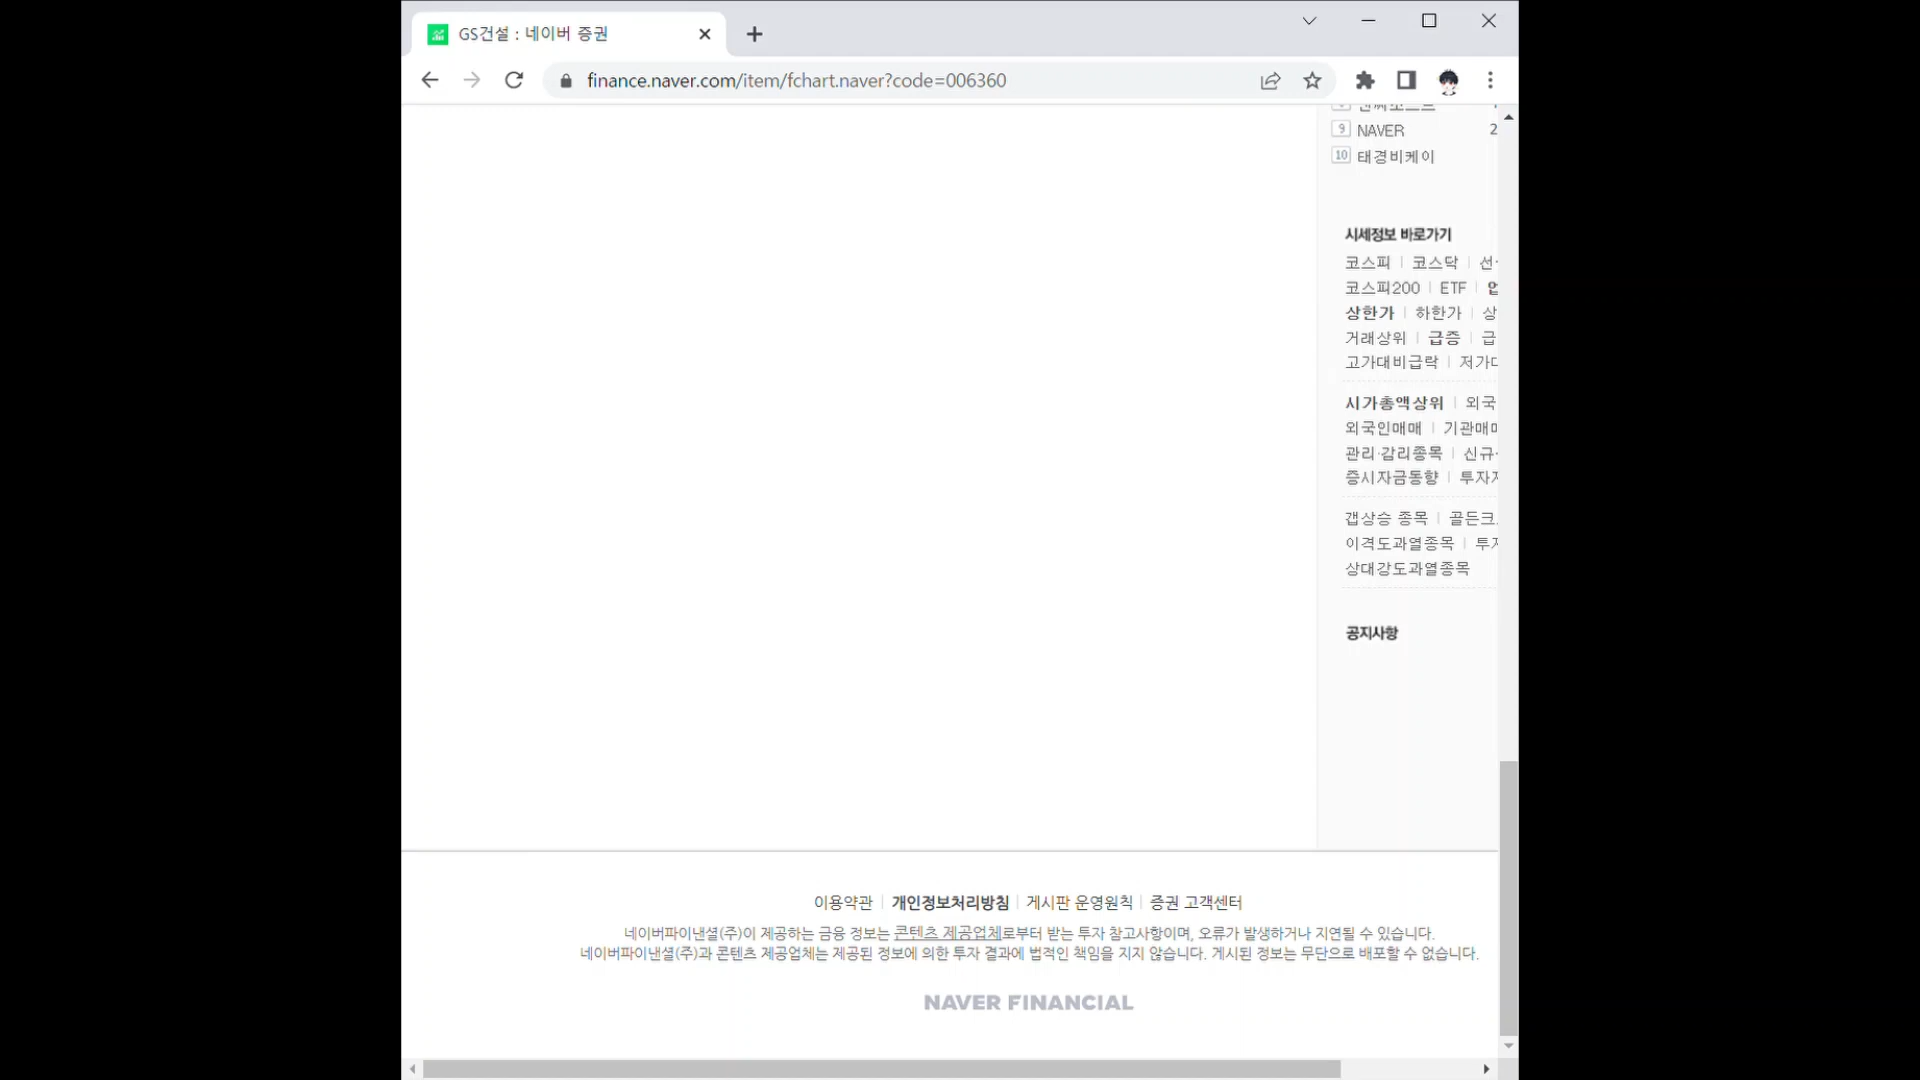 GS건설 : 네이버 증권
finance.naver.com/item/fchart.naver?code=006360
9 NAVER 2
10 태경비케이
시세정보 바로가기
코스피 | 코스닥 | 선
코스피200 | ETF |
상한가 | 하한가 | 상
거래상위 | 급증 | 급
고가대비급락 | 저가
시가총액상위 | 외국
외국인매매 | 기관매
관리·감리종목 | 신규
증시자금동향 | 투자
갭상승 종목 | 골든크
이격도과열종목 | 투
상대강도과열종목
공지사항
이용약관 | 개인정보처리방침 | 게시판 운영원칙 | 증권 고객센터
네이버파이낸셜(주)이 제공하는 금융 정보는 콘텐츠 제공업체로부터 받는 투자 참고사항이며, 오류가 발생하거나 지연될 수 있습니다.
네이버파이낸셜(주)과 콘텐츠 제공업체는 제공된 정보에 의한 투자 결과에 법적인 책임을 지지 않습니다. 게시된 정보는 무단으로 배포할 수 없습니다.
NAVER FINANCIAL